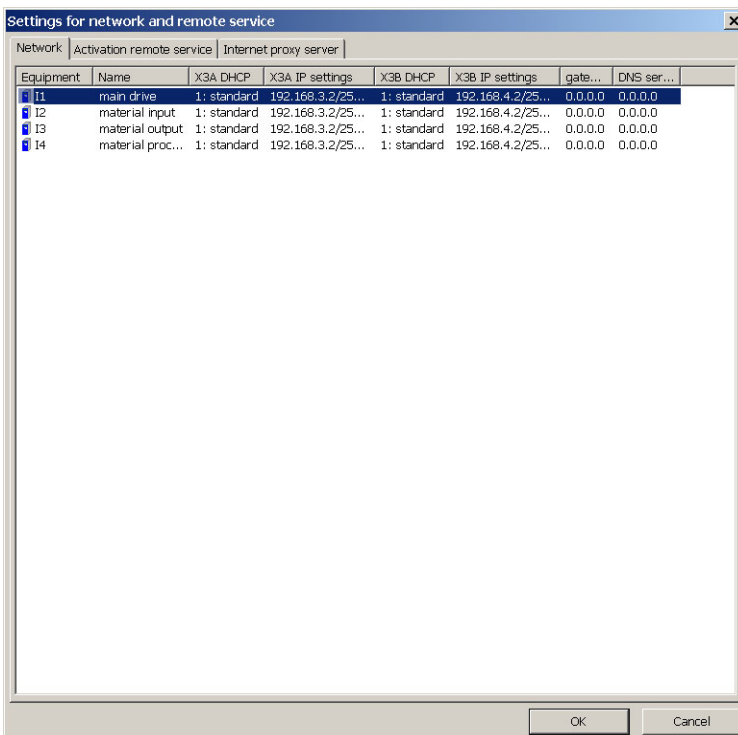 Settings for network and remote service
Network Activation remote service Internet proxy server
Equipment Name X3A DHCP X3A IP settings X3B DHCP X3B IP settings gate... DNS ser...
I1 main drive 1: standard 192.168.3.2/25... 1: standard 192.168.4.2/25... 0.0.0.0 0.0.0.0
I2 material input 1: standard 192.168.3.2/25... 1: standard 192.168.4.2/25... 0.0.0.0 0.0.0.0
I3 material output 1: standard 192.168.3.2/25... 1: standard 192.168.4.2/25... 0.0.0.0 0.0.0.0
I4 material proc... 1: standard 192.168.3.2/25... 1: standard 192.168.4.2/25... 0.0.0.0 0.0.0.0
OK Cancel